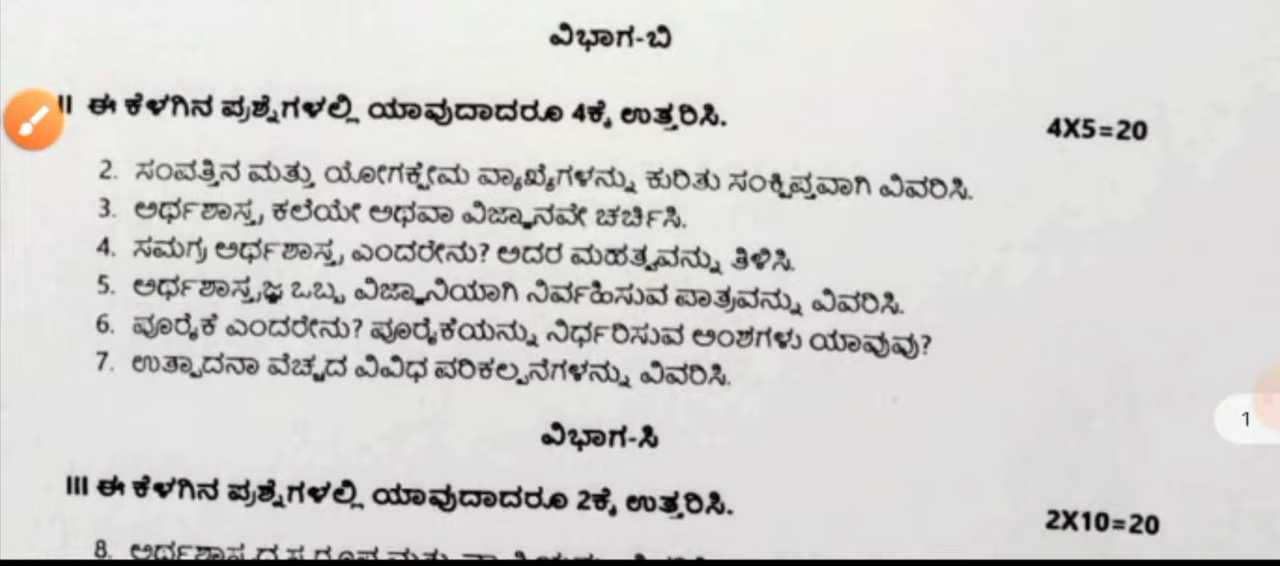 ವಿಭಾಗ-ಬಿ
II ಈ ಕೆಳಗಿನ ಪ್ರಶ್ನೆಗಳಲ್ಲಿ ಯಾವುದಾದರೂ 4ಕ್ಕೆ ಉತ್ತರಿಸಿ.
4X5=20
2. ಸಂಪತ್ತಿನ ಮತ್ತು ಯೋಗಕ್ಷೇಮ ವ್ಯಾಖ್ಯೆಗಳನ್ನು ಕುರಿತು ಸಂಕ್ಷಿಪ್ತವಾಗಿ ವಿವರಿಸಿ.
3. ಅರ್ಥಶಾಸ್ತ್ರ ಕಲೆಯೇ ಅಥವಾ ವಿಜ್ಞಾನವೇ ಚರ್ಚಿಸಿ.
4. ಸಮಗ್ರ ಅರ್ಥಶಾಸ್ತ್ರ ಎಂದರೇನು? ಅದರ ಮಹತ್ವವನ್ನು ತಿಳಿಸಿ.
5. ಅರ್ಥಶಾಸ್ತ್ರಜ್ಞ ಒಬ್ಬ ವಿಜ್ಞಾನಿಯಾಗಿ ನಿರ್ವಹಿಸುವ ಪಾತ್ರವನ್ನು ವಿವರಿಸಿ.
6. ಪೂರೈಕೆ ಎಂದರೇನು? ಪೂರೈಕೆಯನ್ನು ನಿರ್ಧರಿಸುವ ಅಂಶಗಳು ಯಾವುವು?
7. ಉತ್ಪಾದನಾ ವೆಚ್ಚದ ವಿವಿಧ ಪರಿಕಲ್ಪನೆಗಳನ್ನು ವಿವರಿಸಿ.
1
ವಿಭಾಗ-ಸಿ
III ಈ ಕೆಳಗಿನ ಪ್ರಶ್ನೆಗಳಲ್ಲಿ ಯಾವುದಾದರೂ 2ಕ್ಕೆ ಉತ್ತರಿಸಿ.
2X10=20
8.